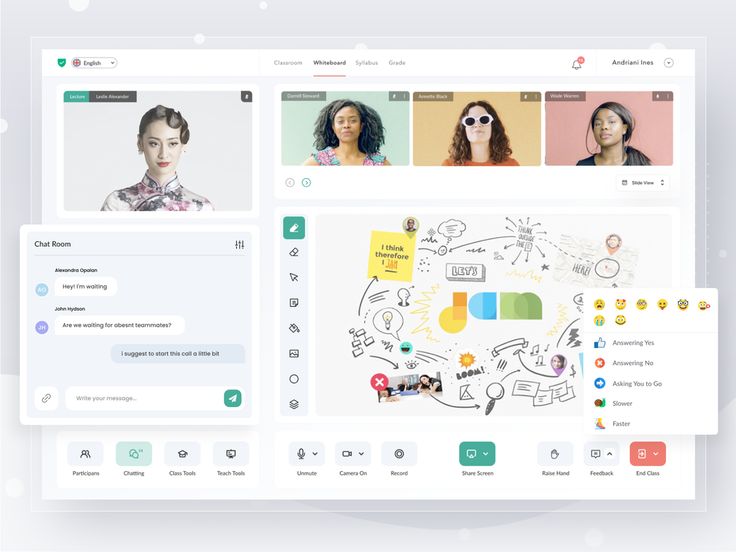 English
Classroom
Whiteboard
Syllabus
Grade
Andriani Ines
Lecture
Leslie Alexander
Darrell Steward
Annette Black
Wade Warren
Slide View
Chat Room
Alexandra Opalan
AO
Hey! I'm waiting
John Hydson
JH
Are we waiting for abesnt teammates?
i suggest to start this call a little bit
Write your message...
I think
therefore
I AM
THINK
OUTSIDE
THE
LET'S
HERE!
jam
BOOM!
Answering Yes
Answering No
Asking You to Go
Slower
Faster
Participans
Chatting
Class Tools
Teach Tools
Unmute
Camera On
Record
Share Screen
Raise Hand
Feedback
End Class